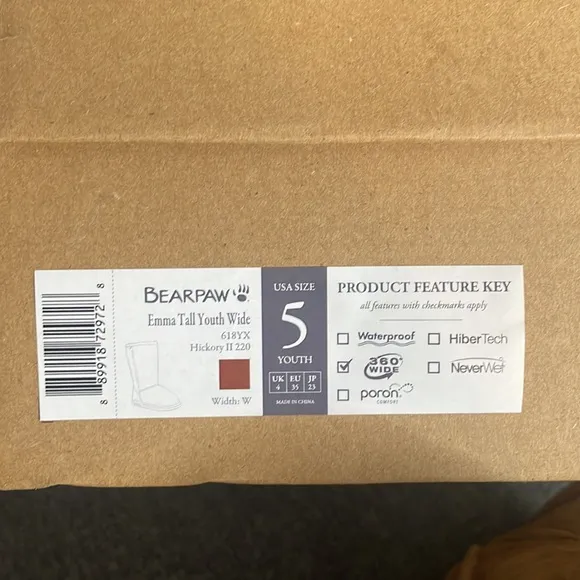 8 89918 72972 8
BEARPAW
Emma Tall Youth Wide
618YX
Hickory II 220
Width: W
USA SIZE
5
YOUTH
UK EU JP
4 35 23
MADE IN CHINA
PRODUCT FEATURE KEY
all features with checkmarks apply
Waterproof
HiberTech
360°
WIDE
NeverWet
poron
COMFORT